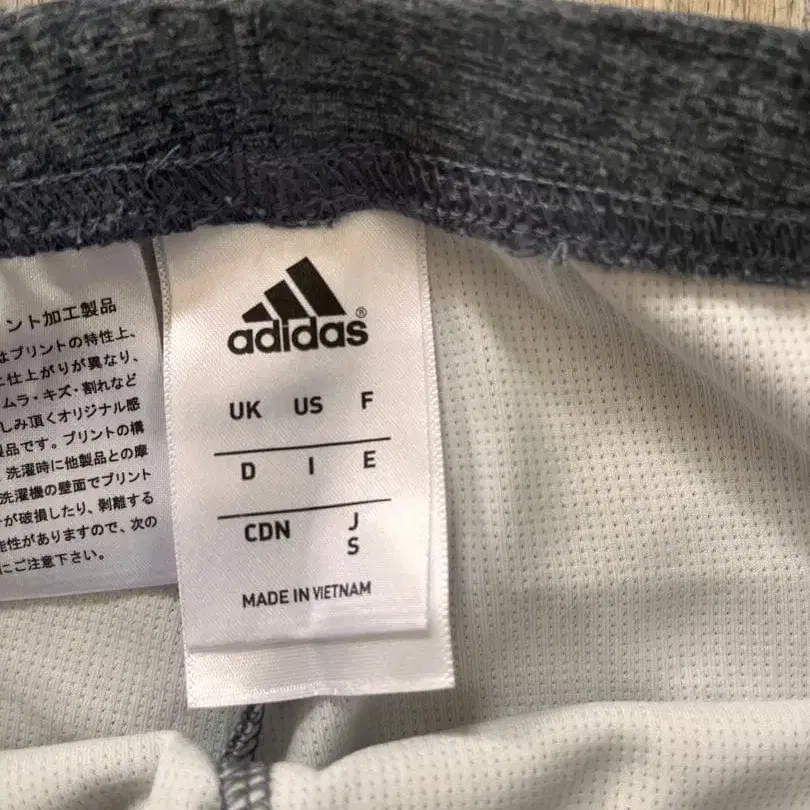 ント加工製品
はプリントの特性上、
仕上がりが異なり、
ムラ・キズ・割れなど
しみ頂くオリジナル感
製品です。プリントの構
洗濯時に他製品との摩
洗濯機の壁面でプリント
が破損したり、剥離する
能性がありますので、次の
にご注意下さい。
adidas®
UK US F
D I E
CDN J
S
MADE IN VIETNAM